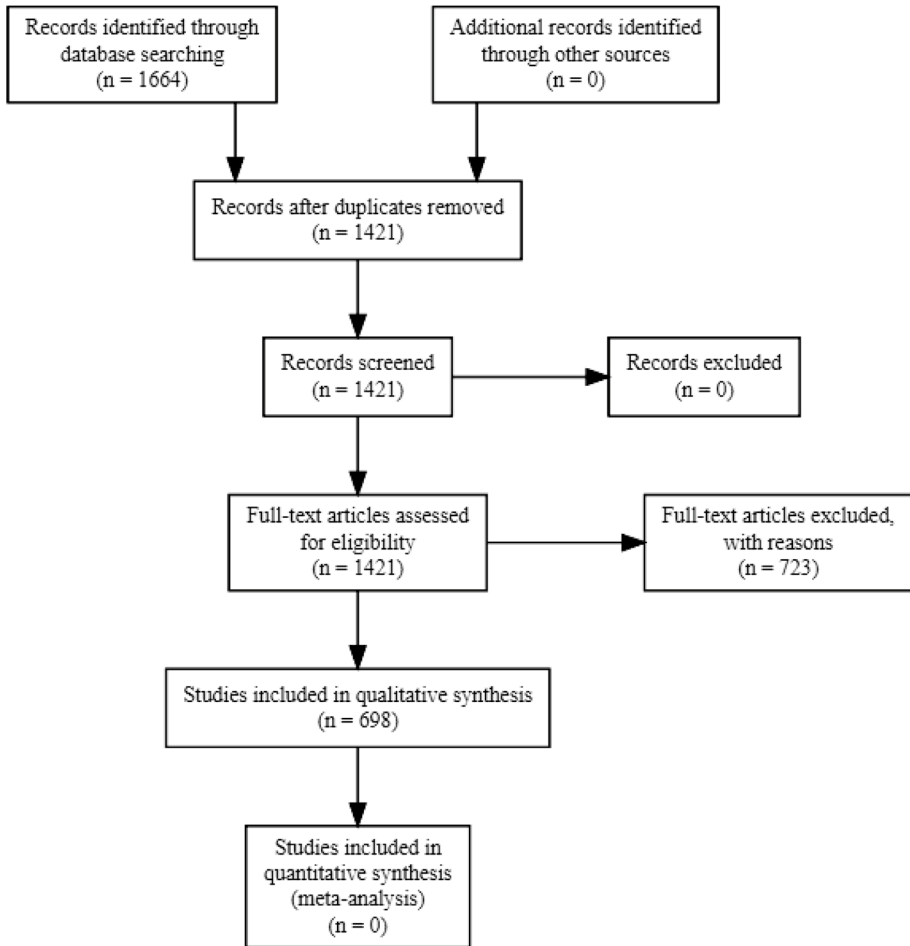 Records identified through
database searching
(n = 1664)
Additional records identified
through other sources
(n = 0)
Records after duplicates removed
(n = 1421)
Records screened
(n = 1421)
Records excluded
(n = 0)
Full-text articles assessed
for eligibility
(n = 1421)
Full-text articles excluded,
with reasons
(n = 723)
Studies included in qualitative synthesis
(n = 698)
Studies included in
quantitative synthesis
(meta-analysis)
(n = 0)